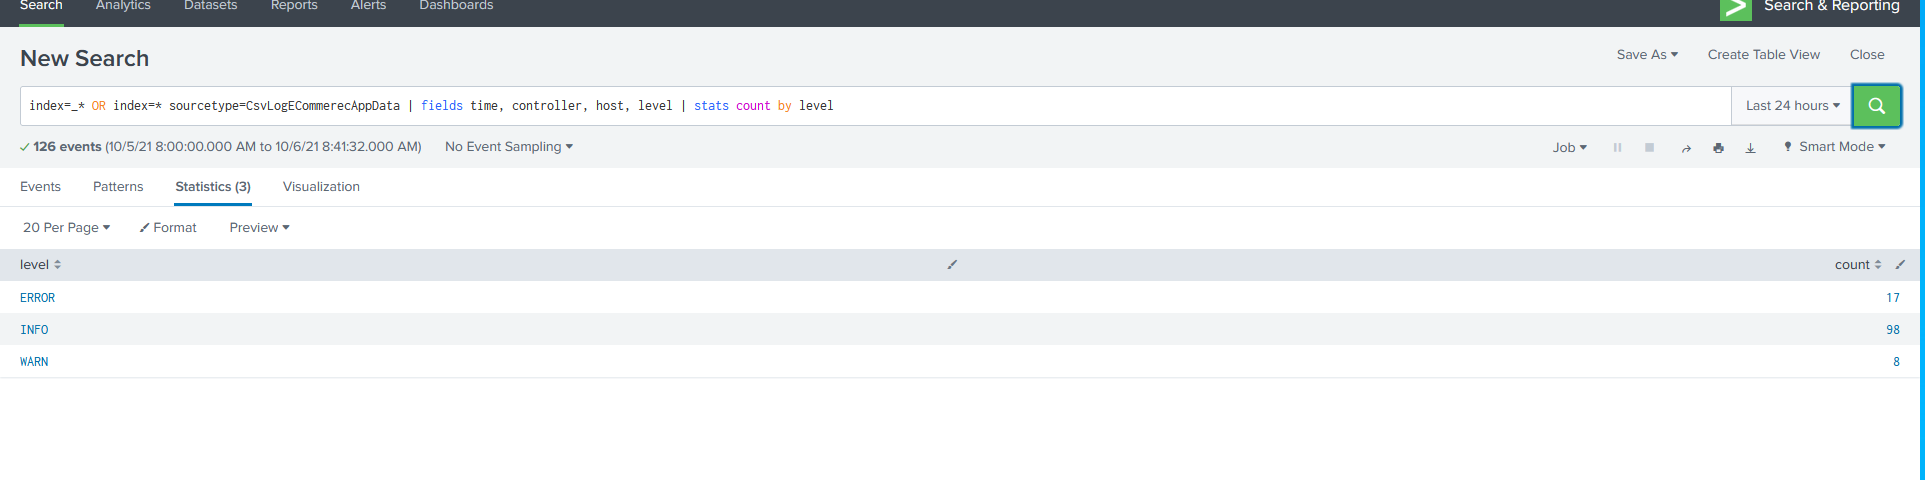 Search Analytics Datasets Reports Alerts Dashboards > Search & Reporting
New Search Save As Create Table View Close
index=_* OR index=* sourcetype=CsvLogECommerecAppData | fields time, controller, host, level | stats count by level Last 24 hours
126 events (10/5/21 8:00:00.000 AM to 10/6/21 8:41:32.000 AM) No Event Sampling Job Smart Mode
Events Patterns Statistics (3) Visualization
20 Per Page Format Preview
level count
ERROR 17
INFO 98
WARN 8